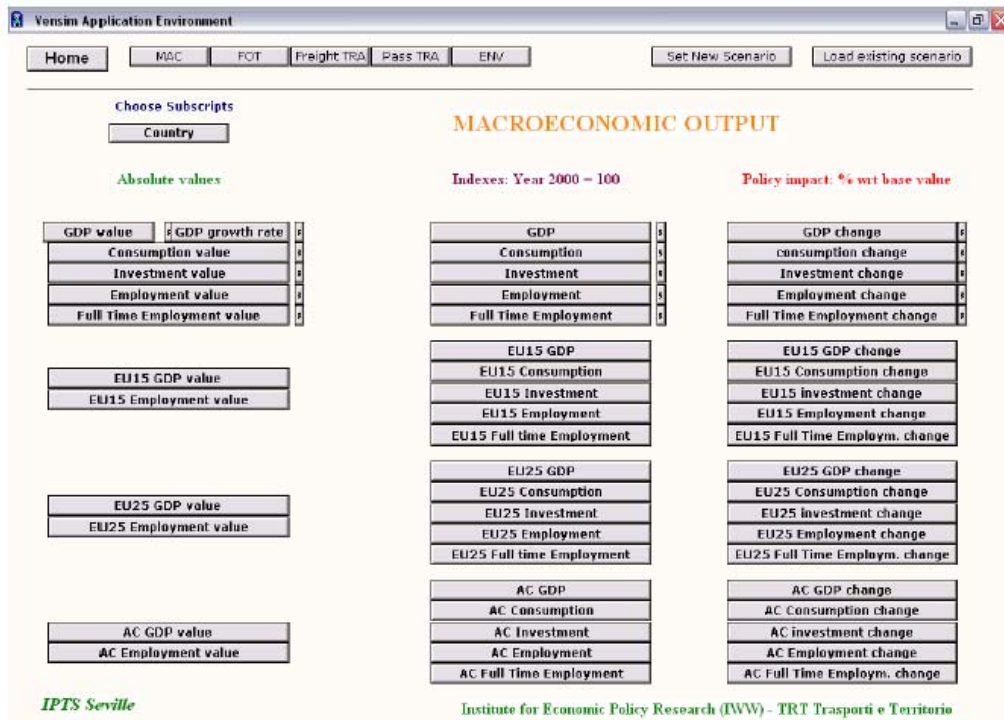 Vensim Application Environment
Home MAC FOT Freight TRA Pass TRA ENV Set New Scenario Load existing scenario
Choose Subscripts
Country
MACROECONOMIC OUTPUT
Absolute values
Indexes: Year 2000 = 100
Policy impact: % wrt base value
GDP value s GDP growth rate s
Consumption value s
Investment value s
Employment value s
Full Time Employment value s
EU15 GDP value
EU15 Employment value
EU25 GDP value
EU25 Employment value
AC GDP value
AC Employment value
GDP s
Consumption s
Investment s
Employment s
Full Time Employment s
EU15 GDP
EU15 Consumption
EU15 Investment
EU15 Employment
EU15 Full time Employment
EU25 GDP
EU25 Consumption
EU25 Investment
EU25 Employment
EU25 Full time Employment
AC GDP
AC Consumption
AC Investment
AC Employment
AC Full Time Employment
GDP change s
consumption change s
Investment change s
Employment change s
Full Time Employment change s
EU15 GDP change
EU15 Consumption change
EU15 investment change
EU15 Employment change
EU15 Full Time Employm. change
EU25 GDP change
EU25 Consumption change
EU25 investment change
EU25 Employment change
EU25 Full Time Employm. change
AC GDP change
AC Consumption change
AC investment change
AC Employment change
AC Full Time Employm. change
IPTS Seville
Institute for Economic Policy Research (IWW) - TRT Trasporti e Territorio